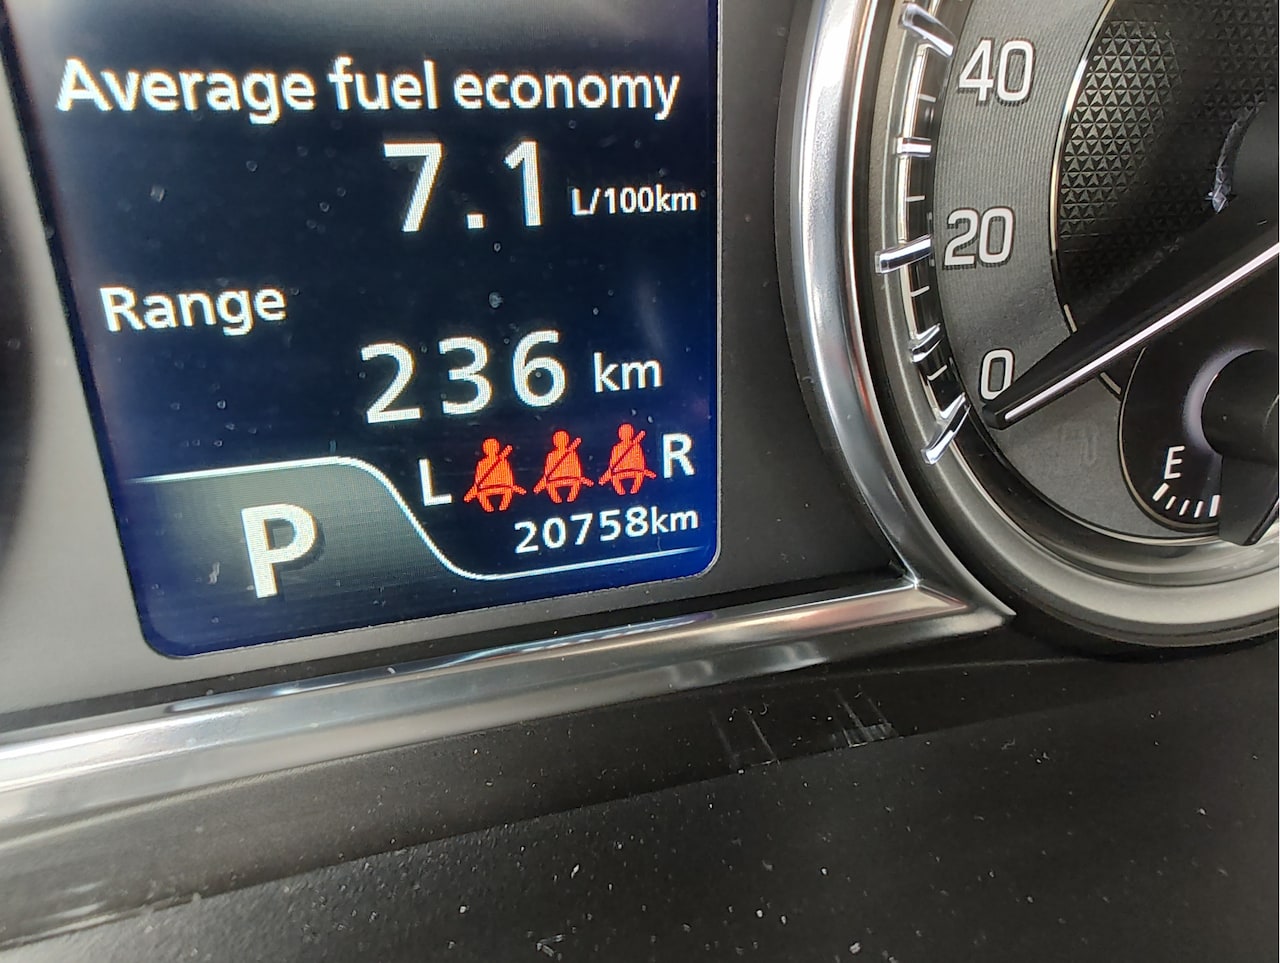 Average fuel economy
7.1 L/100km
Range
236 km
L R
P
20758km
40
20
0
E